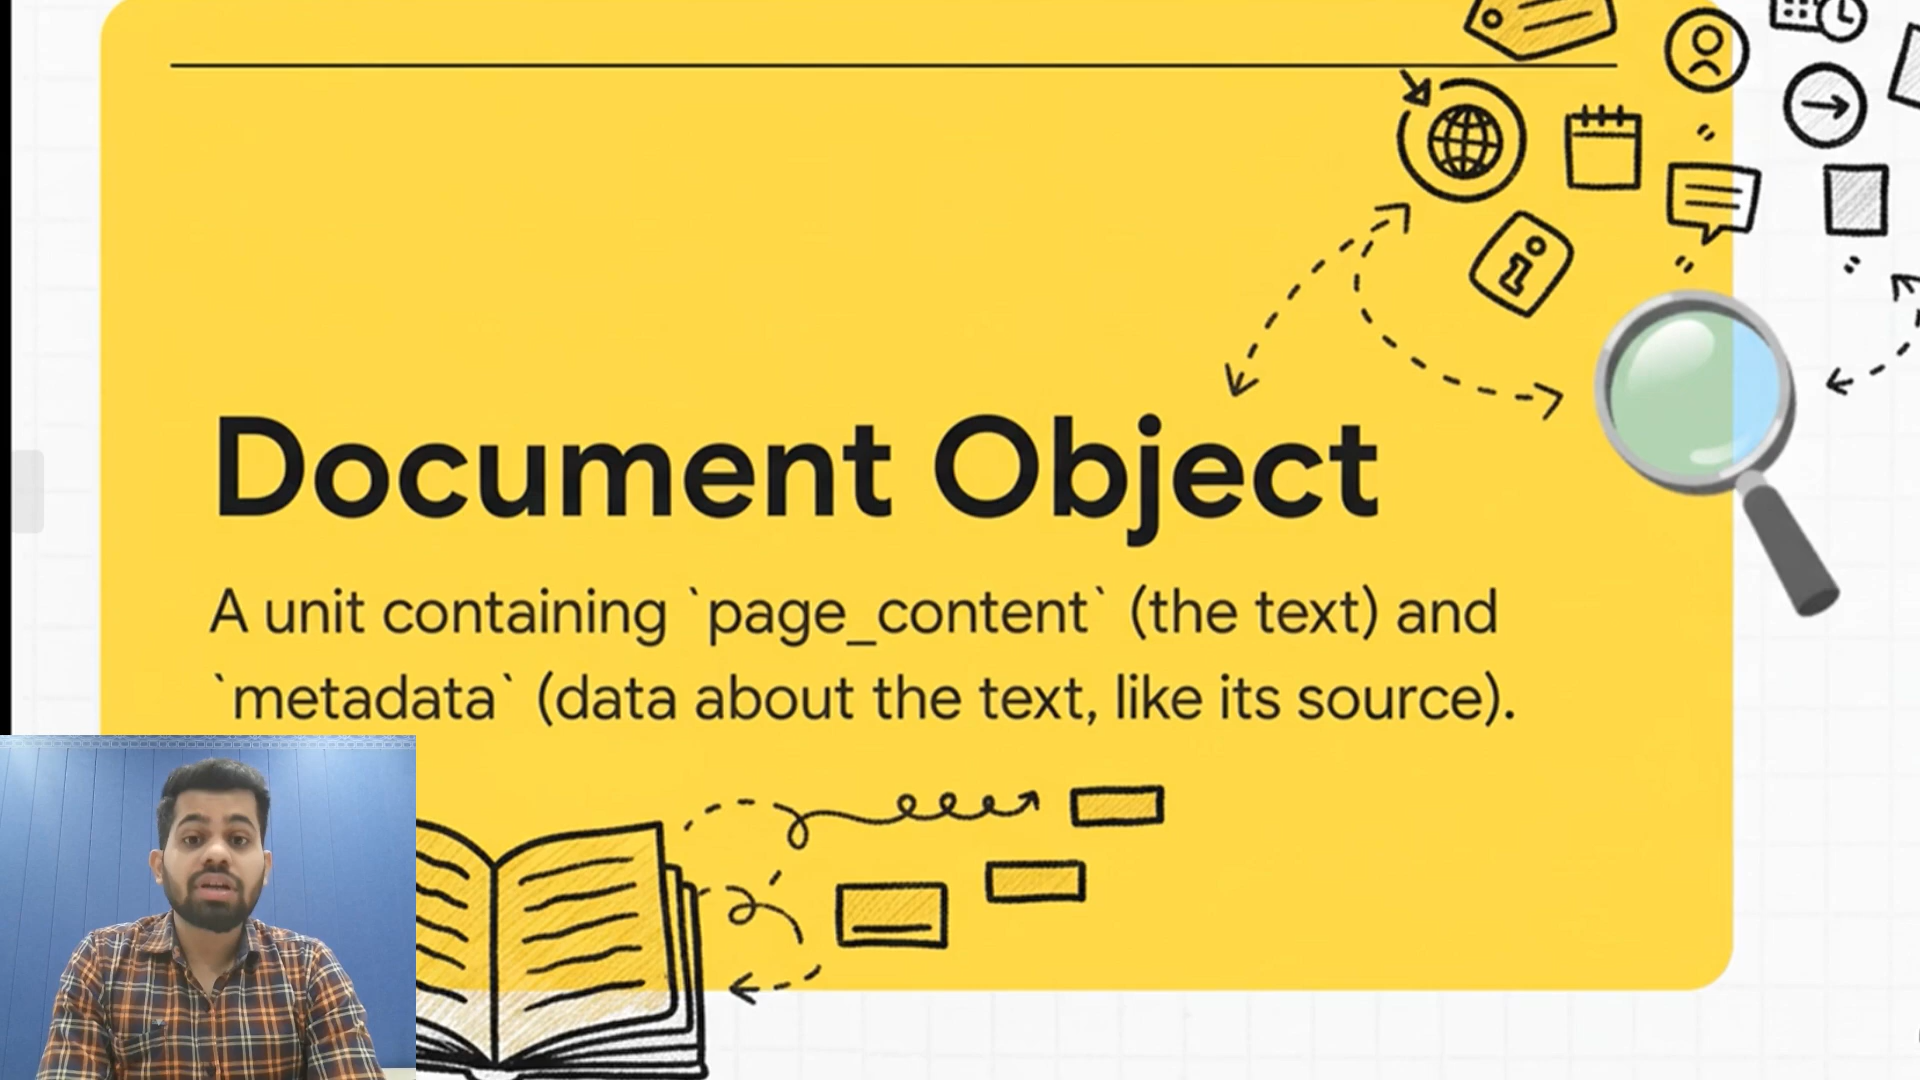 Document Object
A unit containing `page_content` (the text) and
`metadata` (data about the text, like its source).